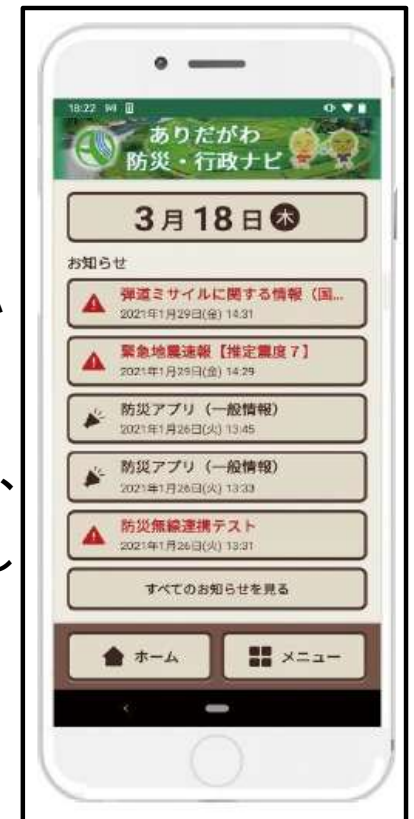 18:22
ありだがわ
防災・行政ナビ
3月18日 木
お知らせ
弾道ミサイルに関する情報（国...
2021年1月29日(金) 14:31
緊急地震速報【推定震度7】
2021年1月29日(金) 14:29
防災アプリ（一般情報）
2021年1月26日(火) 13:45
防災アプリ（一般情報）
2021年1月26日(火) 13:33
防災無線連携テスト
2021年1月26日(火) 13:31
すべてのお知らせを見る
ホーム
メニュー